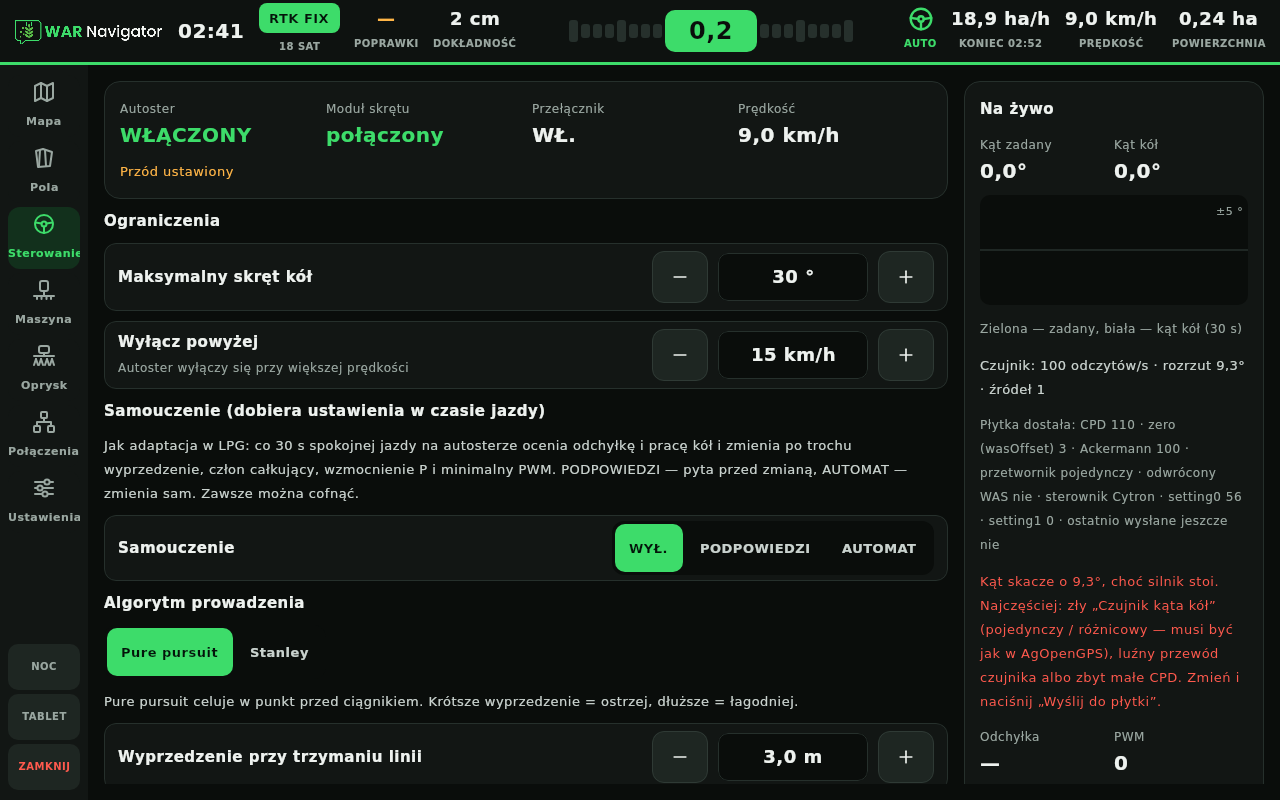 WAR Navigator
02:41
RTK FIX
18 SAT
—
POPRAWKI
2 cm
DOKŁADNOŚĆ
0,2
AUTO
18,9 ha/h
KONIEC 02:52
9,0 km/h
PRĘDKOŚĆ
0,24 ha
POWIERZCHNIA
Mapa
Pola
Sterowanie
Maszyna
Oprysk
Połączenia
Ustawienia
NOC
TABLET
ZAMKNIJ
Autoster
WŁĄCZONY
Moduł skrętu
połączony
Przełącznik
WŁ.
Prędkość
9,0 km/h
Przód ustawiony
Ograniczenia
Maksymalny skręt kół
−
30 °
+
Wyłącz powyżej
Autoster wyłączy się przy większej prędkości
−
15 km/h
+
Samouczenie (dobiera ustawienia w czasie jazdy)
Jak adaptacja w LPG: co 30 s spokojnej jazdy na autosterze ocenia odchyłkę i pracę kół i zmienia po trochu
wyprzedzenie, człon całkujący, wzmocnienie P i minimalny PWM. PODPOWIEDZI — pyta przed zmianą, AUTOMAT —
zmienia sam. Zawsze można cofnąć.
Samouczenie
WYŁ.
PODPOWIEDZI
AUTOMAT
Algorytm prowadzenia
Pure pursuit
Stanley
Pure pursuit celuje w punkt przed ciągnikiem. Krótsze wyprzedzenie = ostrzej, dłuższe = łagodniej.
Wyprzedzenie przy trzymaniu linii
−
3,0 m
+
Na żywo
Kąt zadany
0,0°
Kąt kół
0,0°
±5 °
Zielona — zadany, biała — kąt kół (30 s)
Czujnik: 100 odczytów/s · rozrzut 9,3°
· źródeł 1
Płytka dostała: CPD 110 · zero
(wasOffset) 3 · Ackermann 100 ·
przetwornik pojedynczy · odwrócony
WAS nie · sterownik Cytron · setting0 56
· setting1 0 · ostatnio wysłane jeszcze
nie
Kąt skacze o 9,3°, choć silnik stoi.
Najczęściej: zły „Czujnik kąta kół”
(pojedynczy / różnicowy — musi być
jak w AgOpenGPS), luźny przewód
czujnika albo zbyt małe CPD. Zmień i
naciśnij „Wyślij do płytki”.
Odchyłka
—
PWM
0